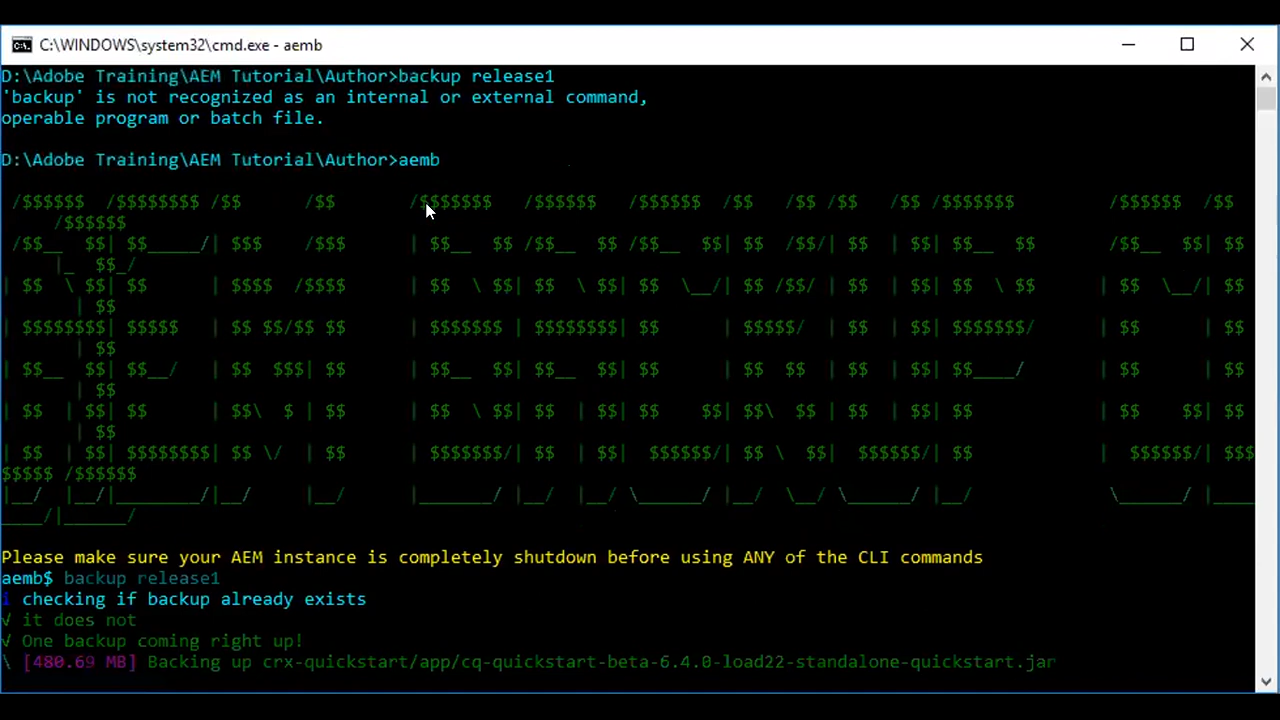 C:\WINDOWS\system32\cmd.exe - aemb
D:\Adobe Training\AEM Tutorial\Author>backup release1
'backup' is not recognized as an internal or external command,
operable program or batch file.
D:\Adobe Training\AEM Tutorial\Author>aemb
Please make sure your AEM instance is completely shutdown before using ANY of the CLI commands
aemb$ backup release1
i checking if backup already exists
√ it does not
√ One backup coming right up!
\ [480.69 MB] Backing up crx-quickstart/app/cq-quickstart-beta-6.4.0-load22-standalone-quickstart.jar